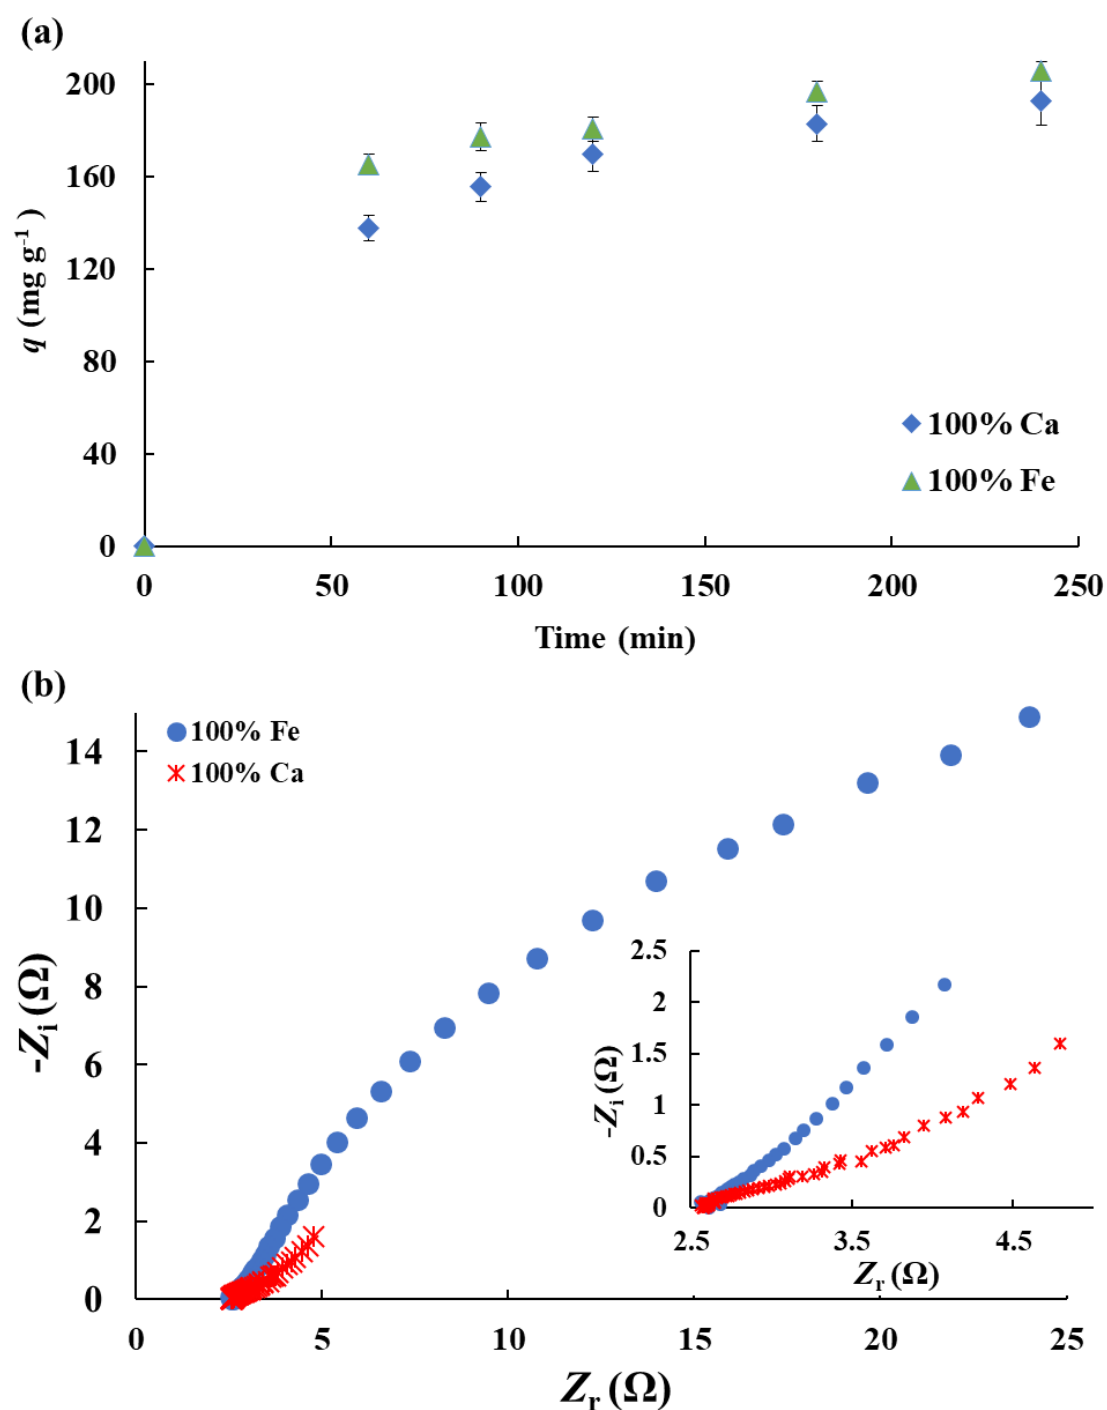 (a)
200
160
120
80
40
0
q (mg g⁻¹)
100% Ca
100% Fe
0 50 100 150 200 250
Time (min)
(b)
100% Fe
100% Ca
14
12
10
8
6
4
2
0
-Zᵢ (Ω)
2.5
2
1.5
1
0.5
0
-Zᵢ (Ω)
2.5 3.5 4.5
Zᵣ (Ω)
0 5 10 15 20 25
Zᵣ (Ω)